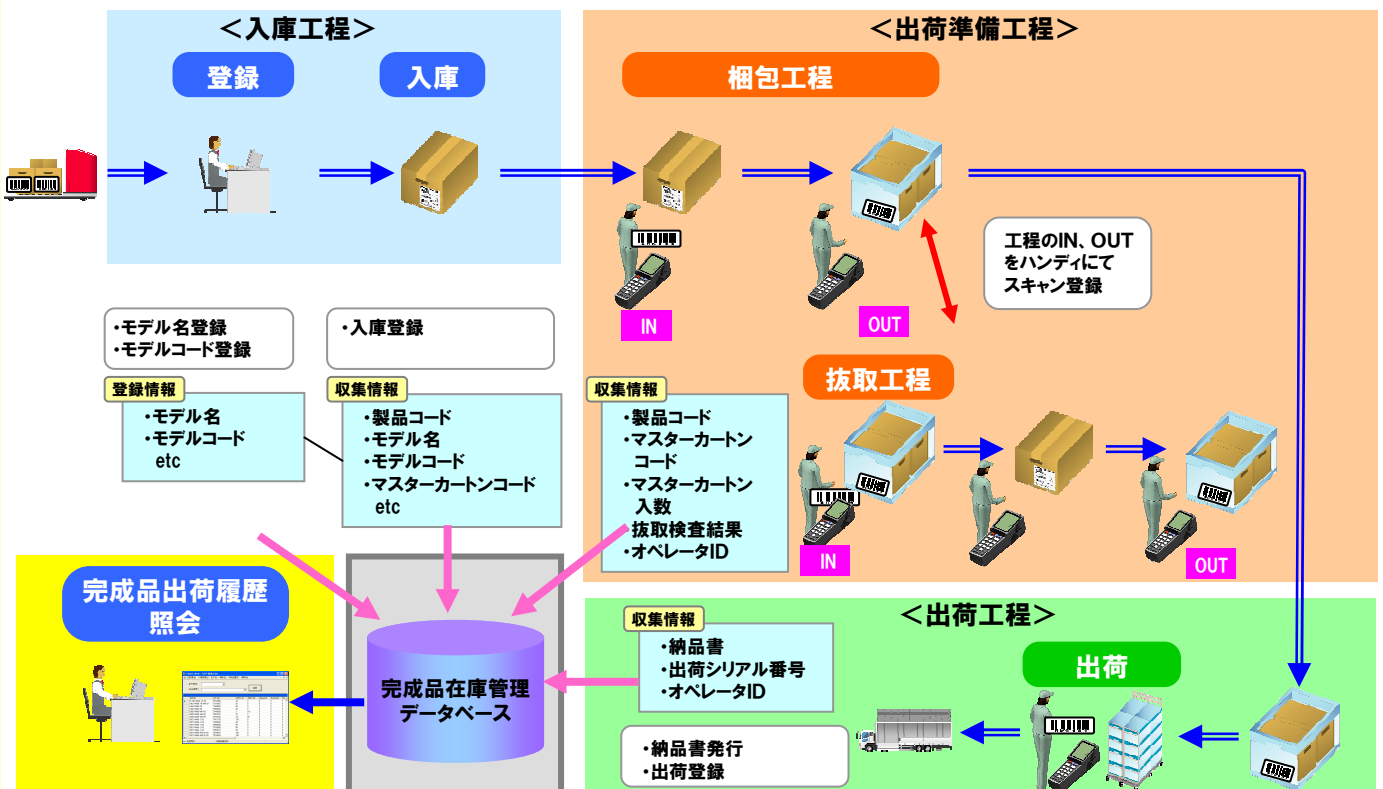 ＜入庫工程＞
登録
入庫
＜出荷準備工程＞
梱包工程
工程のIN、OUT
をハンディにて
スキャン登録
IN
OUT
・モデル名登録
・モデルコード登録
・入庫登録
登録情報
・モデル名
・モデルコード
etc
収集情報
・製品コード
・モデル名
・モデルコード
・マスターカートンコード
etc
収集情報
・製品コード
・マスターカートン
コード
・マスターカートン
入数
・抜取検査結果
・オペレータID
抜取工程
IN
OUT
完成品出荷履歴
照会
完成品在庫管理
データベース
＜出荷工程＞
収集情報
・納品書
・出荷シリアル番号
・オペレータID
出荷
・納品書発行
・出荷登録